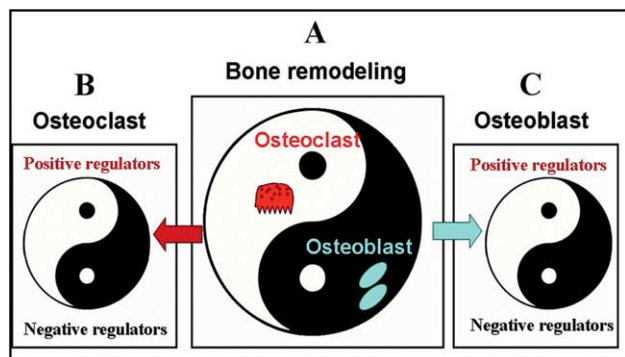 A
Bone remodeling
B
Osteoclast
Positive regulators
Negative regulators
Osteoclast
Osteoblast
C
Osteoblast
Positive regulators
Negative regulators